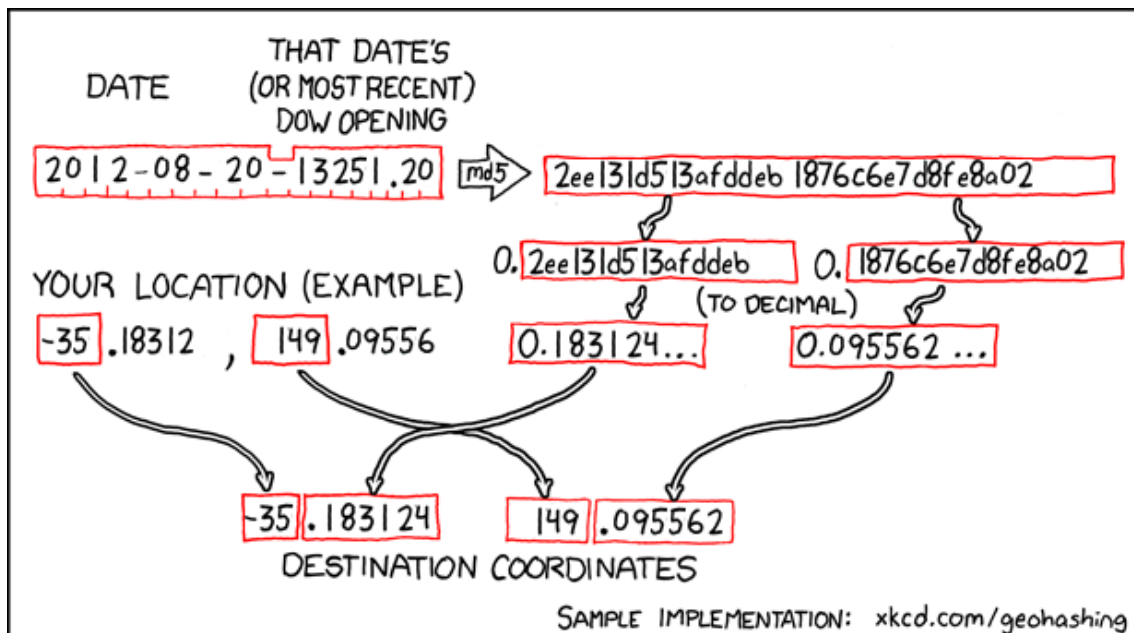 DATE
THAT DATE'S
(OR MOST RECENT)
DOW OPENING
2012-08-20-13251.20
md5
2ee131d513afddeb1876c6e7d8fe8a02
0.2ee131d513afddeb
0.1876c6e7d8fe8a02
(TO DECIMAL)
YOUR LOCATION (EXAMPLE)
-35.18312, 149.09556
0.183124...
0.095562...
-35.183124
149.095562
DESTINATION COORDINATES
SAMPLE IMPLEMENTATION: xkcd.com/geohashing